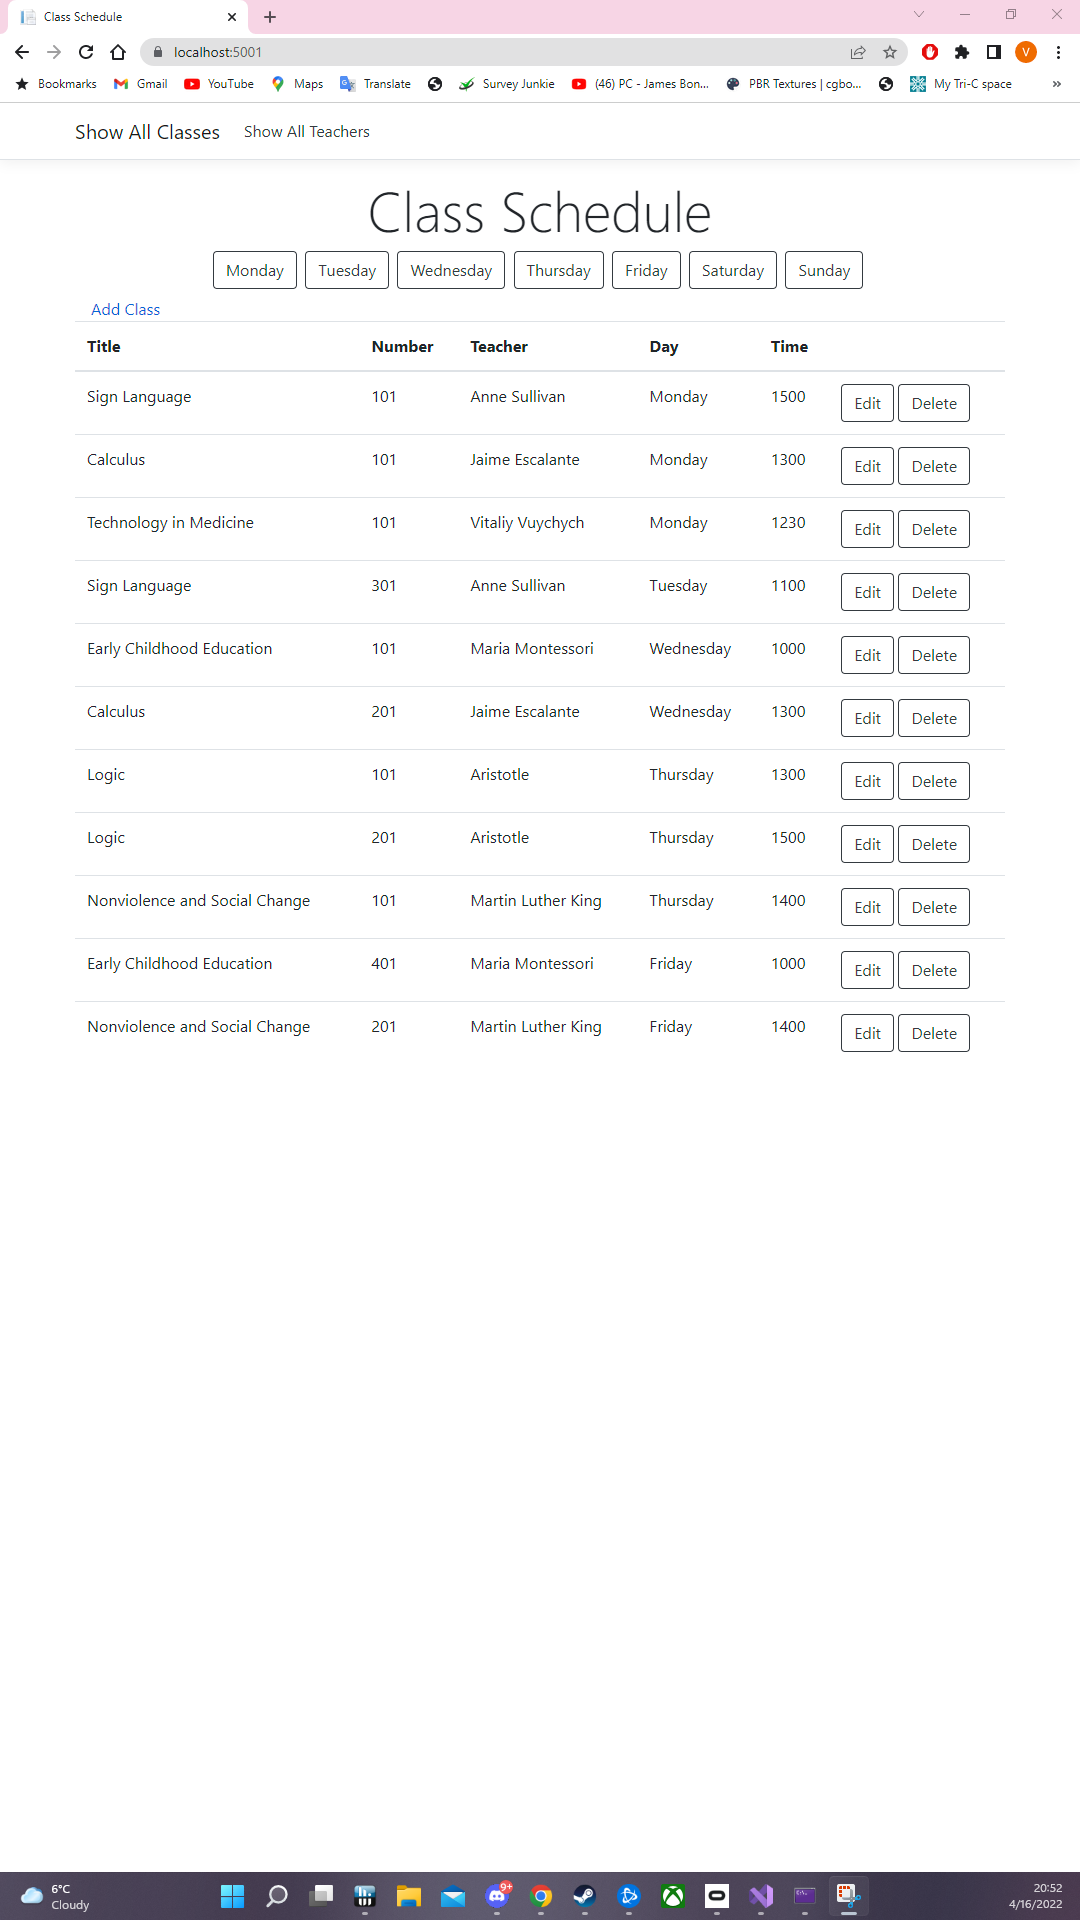 Class Schedule
localhost:5001
V
Bookmarks Gmail YouTube Maps Translate Survey Junkie (46) PC - James Bon... PBR Textures | cgbo... My Tri-C space »
Show All Classes Show All Teachers
Class Schedule
Monday Tuesday Wednesday Thursday Friday Saturday Sunday
Add Class
Title Number Teacher Day Time
Sign Language 101 Anne Sullivan Monday 1500 Edit Delete
Calculus 101 Jaime Escalante Monday 1300 Edit Delete
Technology in Medicine 101 Vitaliy Vuychych Monday 1230 Edit Delete
Sign Language 301 Anne Sullivan Tuesday 1100 Edit Delete
Early Childhood Education 101 Maria Montessori Wednesday 1000 Edit Delete
Calculus 201 Jaime Escalante Wednesday 1300 Edit Delete
Logic 101 Aristotle Thursday 1300 Edit Delete
Logic 201 Aristotle Thursday 1500 Edit Delete
Nonviolence and Social Change 101 Martin Luther King Thursday 1400 Edit Delete
Early Childhood Education 401 Maria Montessori Friday 1000 Edit Delete
Nonviolence and Social Change 201 Martin Luther King Friday 1400 Edit Delete
6°C
Cloudy
9+
20:52
4/16/2022